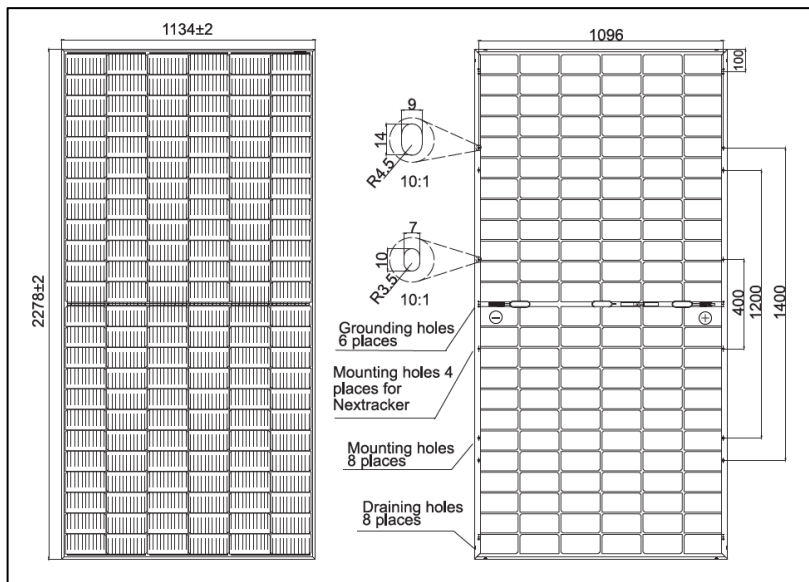 1134±2
2278±2
1096
100
9
14
R4.5
10:1
7
10
R3.5
10:1
400
1200
1400
Grounding holes
6 places
Mounting holes 4
places for
Nextracker
Mounting holes
8 places
Draining holes
8 places